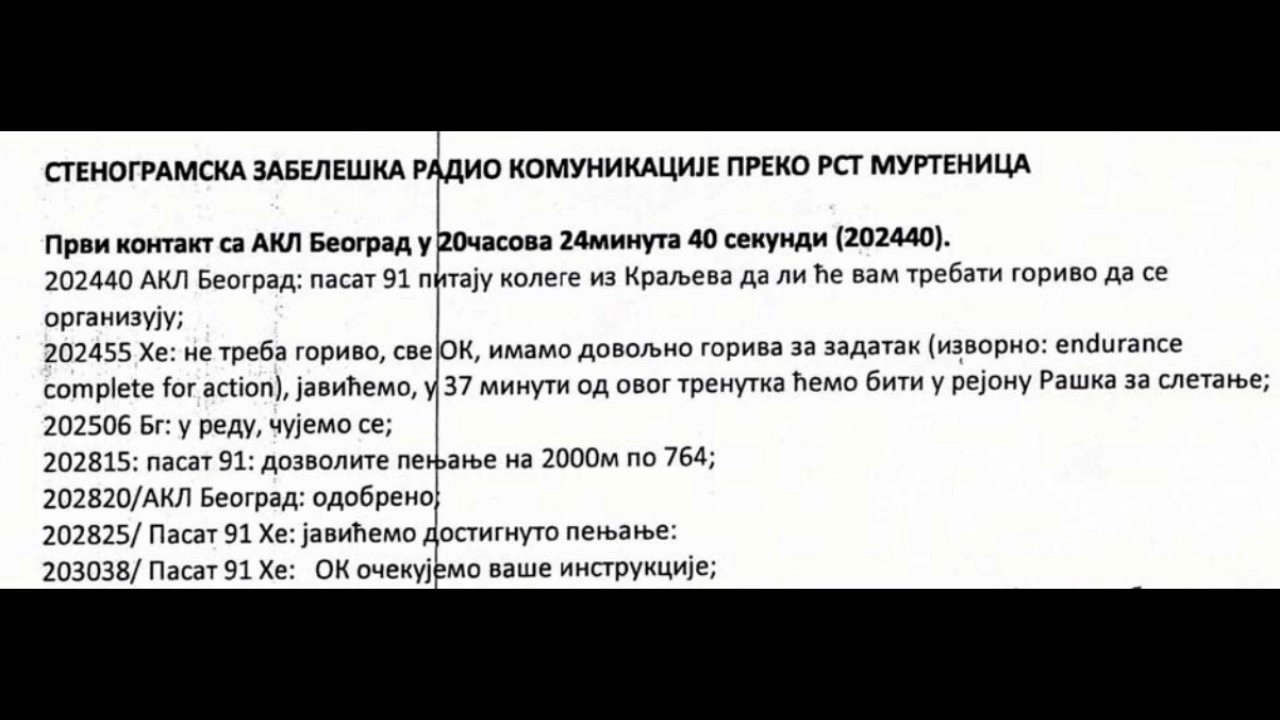 СТЕНОГРАМСКА ЗАБЕЛЕШКА РАДИО КОМУНИКАЦИЈЕ ПРЕКО РСТ МУРТЕНИЦА
Први контакт са АКЛ Београд у 20часова 24минута 40 секунди (202440).
202440 АКЛ Београд: пасат 91 питају колеге из Краљева да ли ће вам требати гориво да се
организују;
202455 Хе: не треба гориво, све ОК, имамо довољно горива за задатак (изворно: endurance
complete for action), јавићемо, у 37 минути од овог тренутка ћемо бити у рејону Рашка за слетање;
202506 Бг: у реду, чујемо се;
202815: пасат 91: дозволите пењање на 2000м по 764;
202820/АКЛ Београд: одобрено;
202825/ Пасат 91 Хе: јавићемо достигнуто пењање:
203038/ Пасат 91 Хе:   ОК очекујемо ваше инструкције;